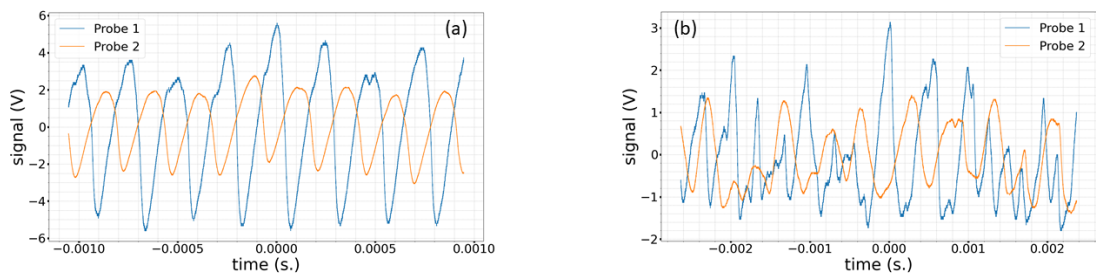 (a)
Probe 1
Probe 2
6
4
2
0
−2
−4
−6
signal (V)
−0.0010 −0.0005 0.0000 0.0005 0.0010
time (s.)
(b)
Probe 1
Probe 2
3
2
1
0
−1
−2
signal (V)
−0.002 −0.001 0.000 0.001 0.002
time (s.)